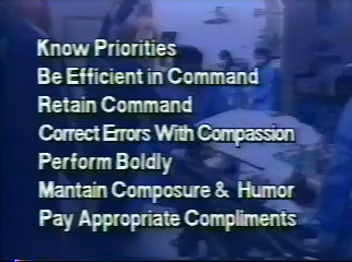 Know Priorities
Be Efficient in Command
Retain Command
Correct Errors With Compassion
Perform Boldly
Mantain Composure & Humor
Pay Appropriate Compliments